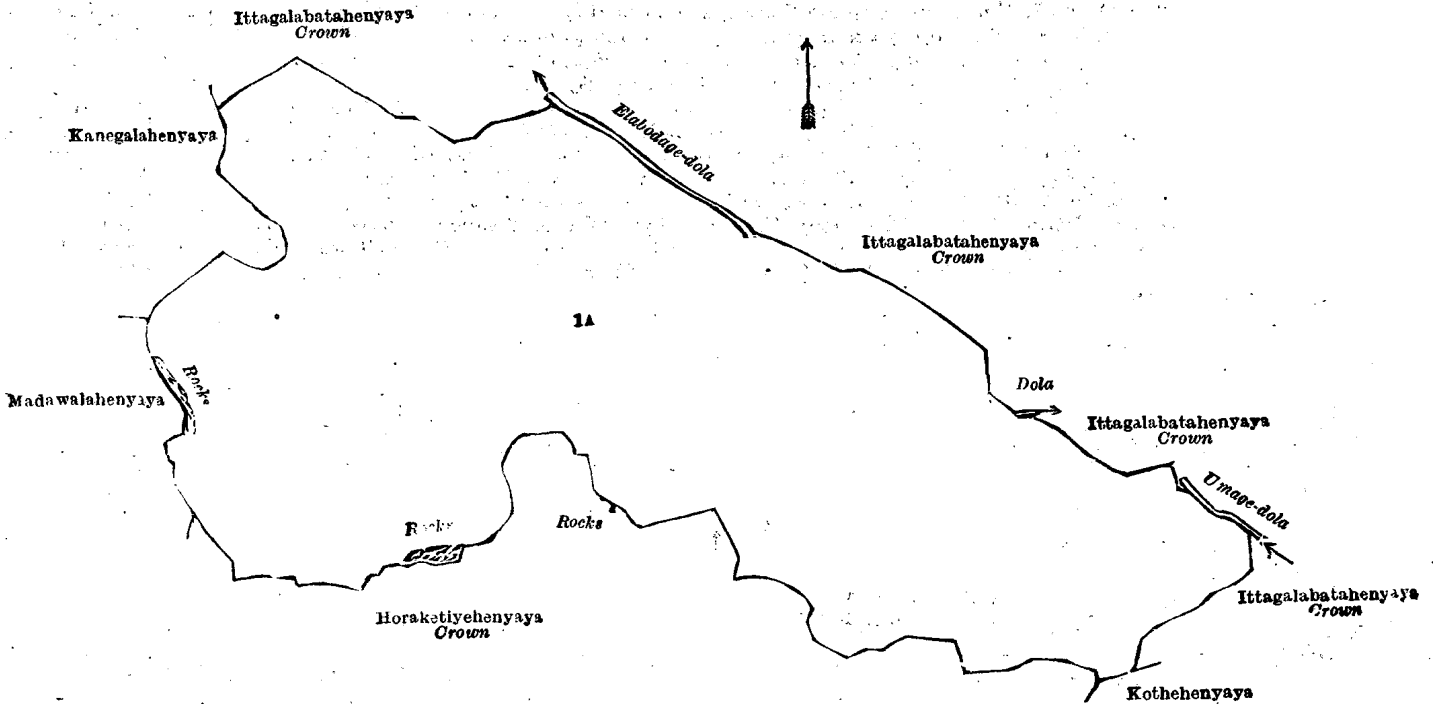 Ittagalabatahenyaya
Crown
Kanegalahenyaya
Elabodage-dola
Ittagalabatahenyaya
Crown
1A
Rocks
Madawalahenyaya
Dola
Ittagalabatahenyaya
Crown
Umage-dola
Rocks
Rocks
Ittagalabatahenyaya
Crown
Horaketiyehenyaya
Crown
Kothehenyaya